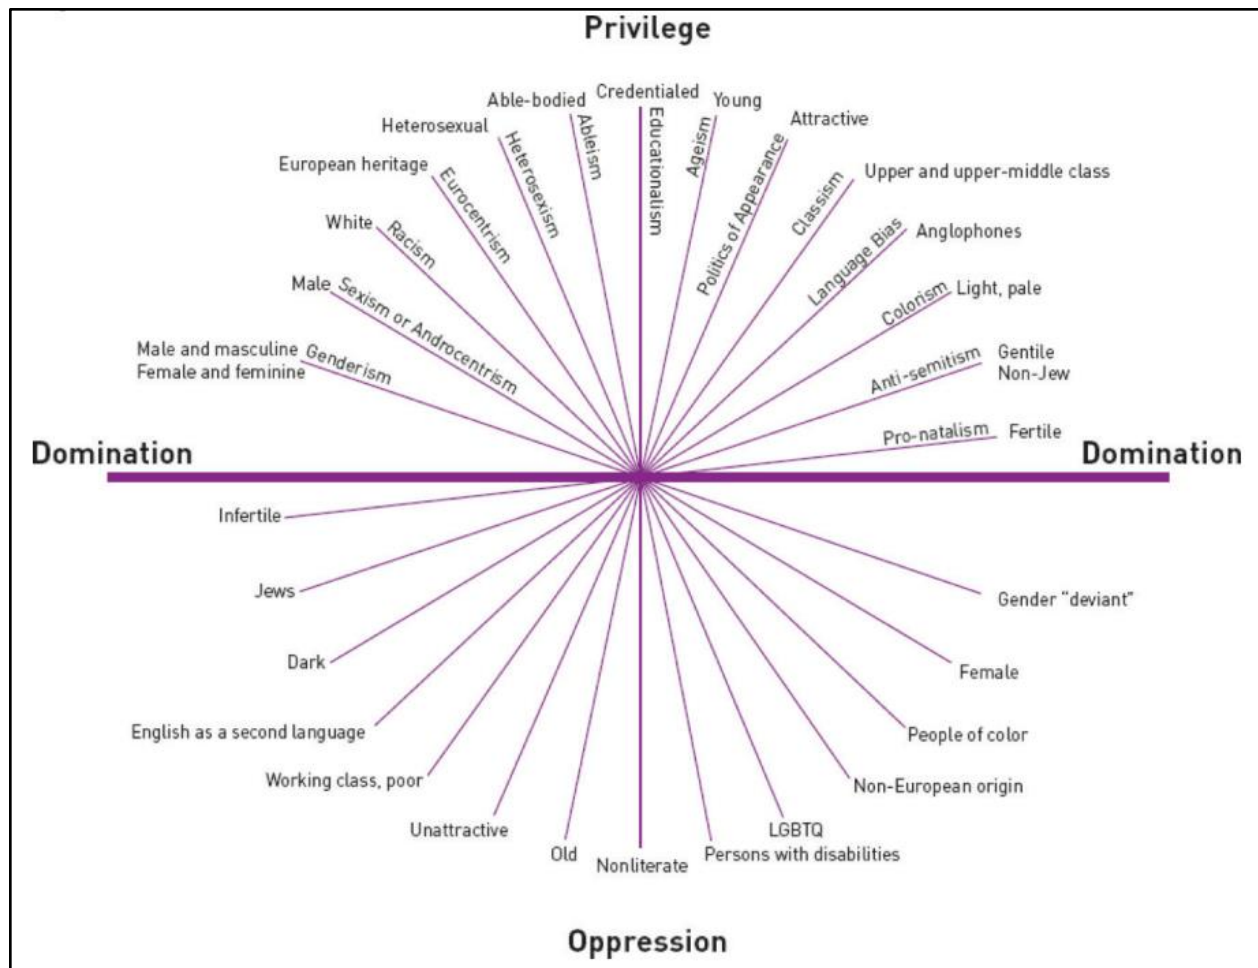 Privilege
Credentialed
Able-bodied
Young
Heterosexual
Attractive
European heritage
Upper and upper-middle class
White
Anglophones
Male
Light, pale
Male and masculine
Female and feminine
Gentile
Non-Jew
Fertile
Genderism
Sexism or Androcentrism
Racism
Eurocentrism
Heterosexism
Ableism
Educationalism
Ageism
Politics of Appearance
Classism
Language Bias
Colorism
Anti-semitism
Pro-natalism
Domination
Domination
Infertile
Jews
Dark
English as a second language
Working class, poor
Unattractive
Old
Nonliterate
Persons with disabilities
LGBTQ
Non-European origin
People of color
Female
Gender "deviant"
Oppression